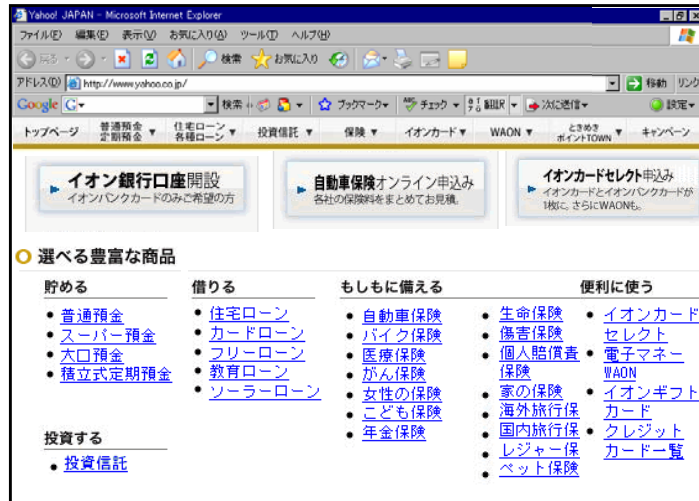 Yahoo! JAPAN - Microsoft Internet Explorer
ファイル(F) 編集(E) 表示(V) お気に入り(A) ツール(T) ヘルプ(H)
戻る 検索 お気に入り
アドレス(D) http://www.yahoo.co.jp/ 移動 リンク
Google G 検索 ブックマーク チェック 翻訳 次に送信 設定
トップページ 普通預金 定期預金 住宅ローン 各種ローン 投資信託 保険 イオンカード WAON ときめきポイントTOWN キャンペーン
イオン銀行口座開設
イオンバンクカードのみご希望の方
自動車保険オンライン申込み
各社の保険料をまとめてお見積。
イオンカードセレクト申込み
イオンカードとイオンバンクカードが
1枚に。さらにWAONも。
選べる豊富な商品
貯める
普通預金
スーパー預金
大口預金
積立式定期預金
投資する
投資信託
借りる
住宅ローン
カードローン
フリーローン
教育ローン
ソーラーローン
もしもに備える
自動車保険
バイク保険
医療保険
がん保険
女性の保険
こども保険
年金保険
生命保険
傷害保険
個人賠償責
保険
家の保険
海外旅行保
国内旅行保
レジャー保
ペット保険
便利に使う
イオンカード
セレクト
電子マネー
WAON
イオンギフト
カード
クレジット
カード一覧